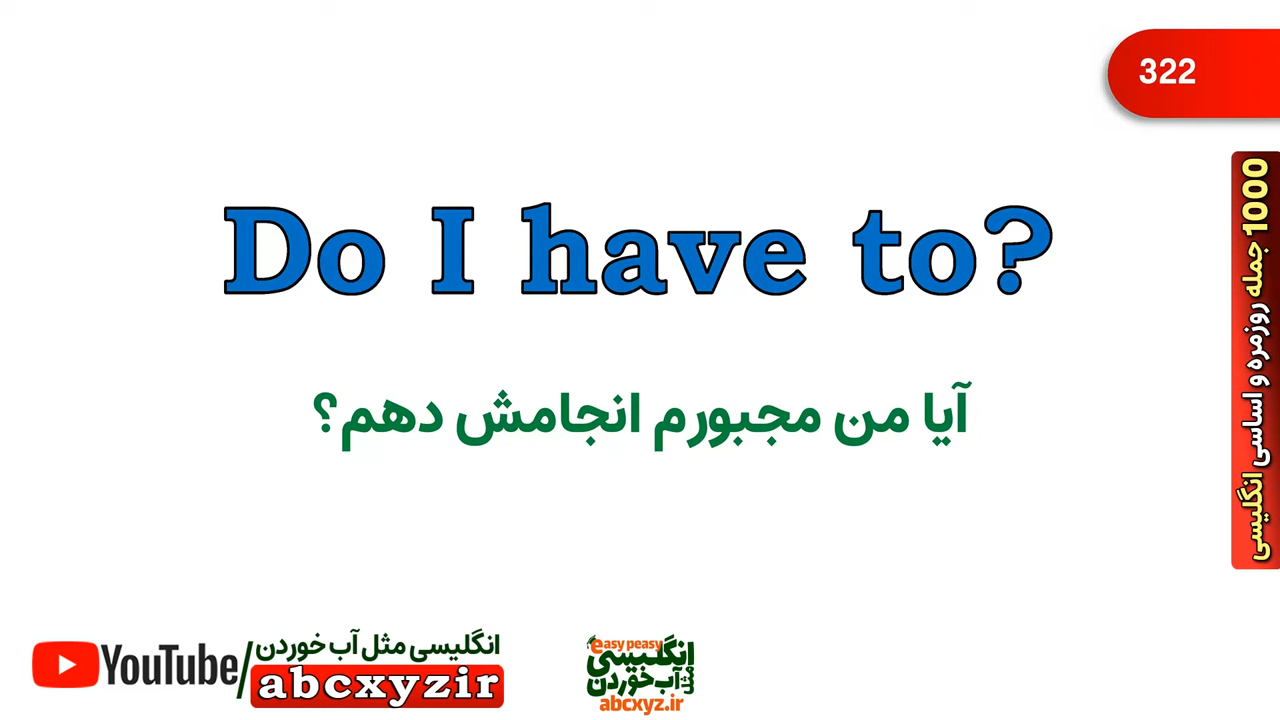 322
1000 جمله روزمره و اساسی انگلیسی
Do I have to?
آیا من مجبورم انجامش دهم؟
YouTube/
انگلیسی مثل آب خوردن
abcxyzir
easy peasy
انگلیسی
مثل
آب خوردن
abcxyz.ir